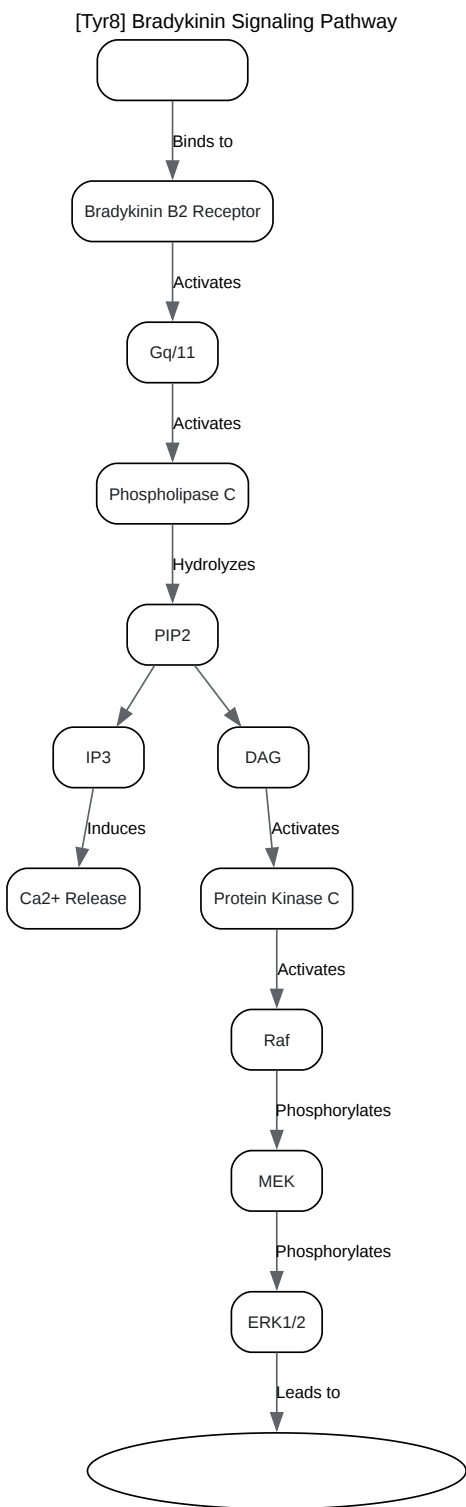 [Tyr8] Bradykinin Signaling Pathway
Binds to
Bradykinin B2 Receptor
Activates
Gq/11
Activates
Phospholipase C
Hydrolyzes
PIP2
IP3
DAG
Induces
Activates
Ca2+ Release
Protein Kinase C
Activates
Raf
Phosphorylates
MEK
Phosphorylates
ERK1/2
Leads to